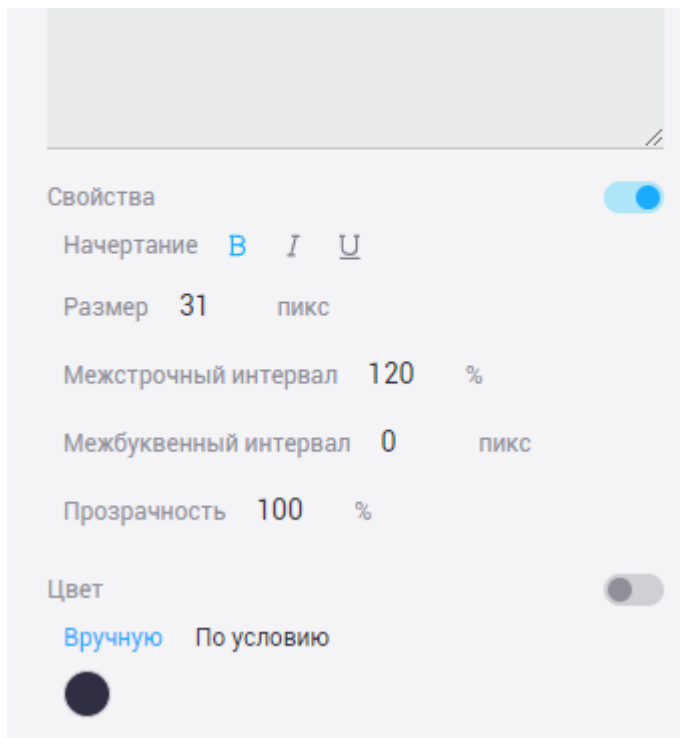 Свойства
Начертание B I U
Размер 31 пикс
Межстрочный интервал 120 %
Межбуквенный интервал 0 пикс
Прозрачность 100 %
Цвет
Вручную По условию